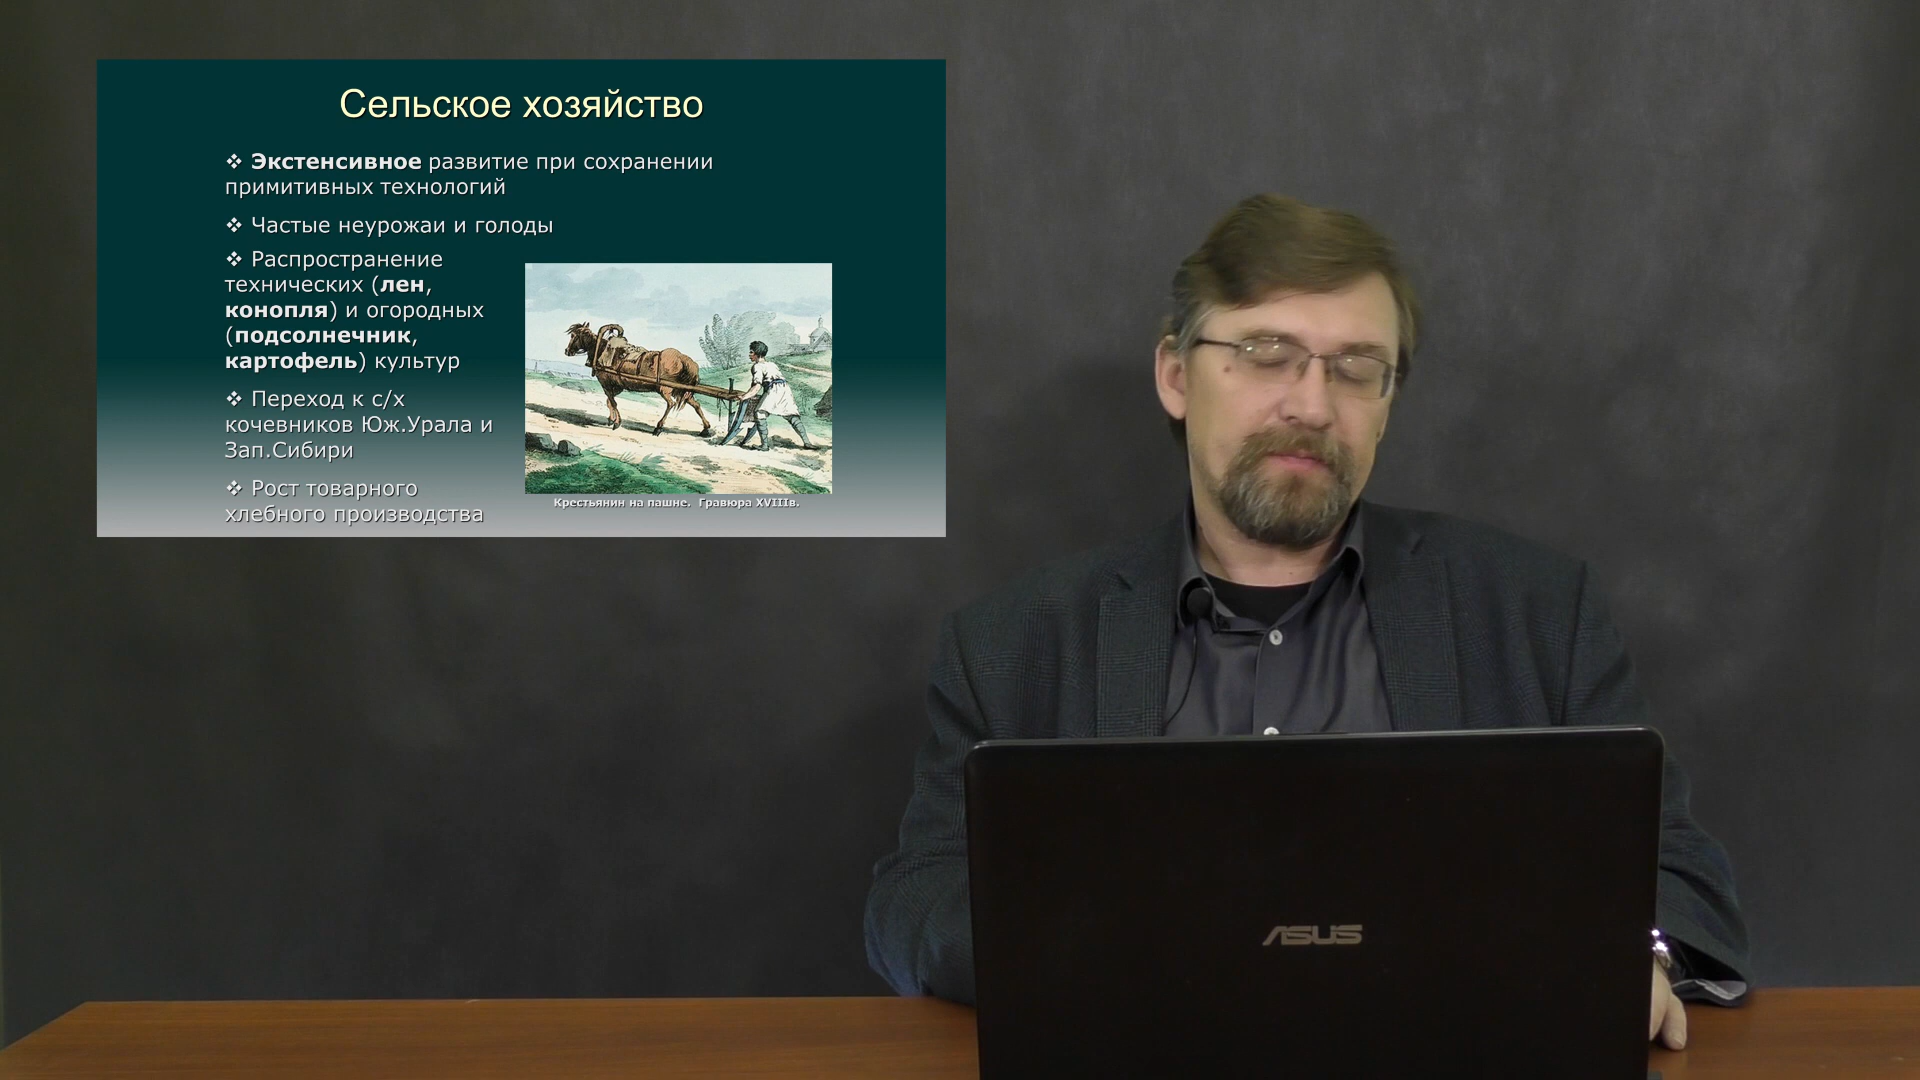 Сельское хозяйство
❖ Экстенсивное развитие при сохранении
примитивных технологий
❖ Частые неурожаи и голоды
❖ Распространение
технических (лен,
конопля) и огородных
(подсолнечник,
картофель) культур
❖ Переход к с/х
кочевников Юж.Урала и
Зап.Сибири
❖ Рост товарного
хлебного производства
Крестьянин на пашне. Гравюра XVIIIв.
ASUS